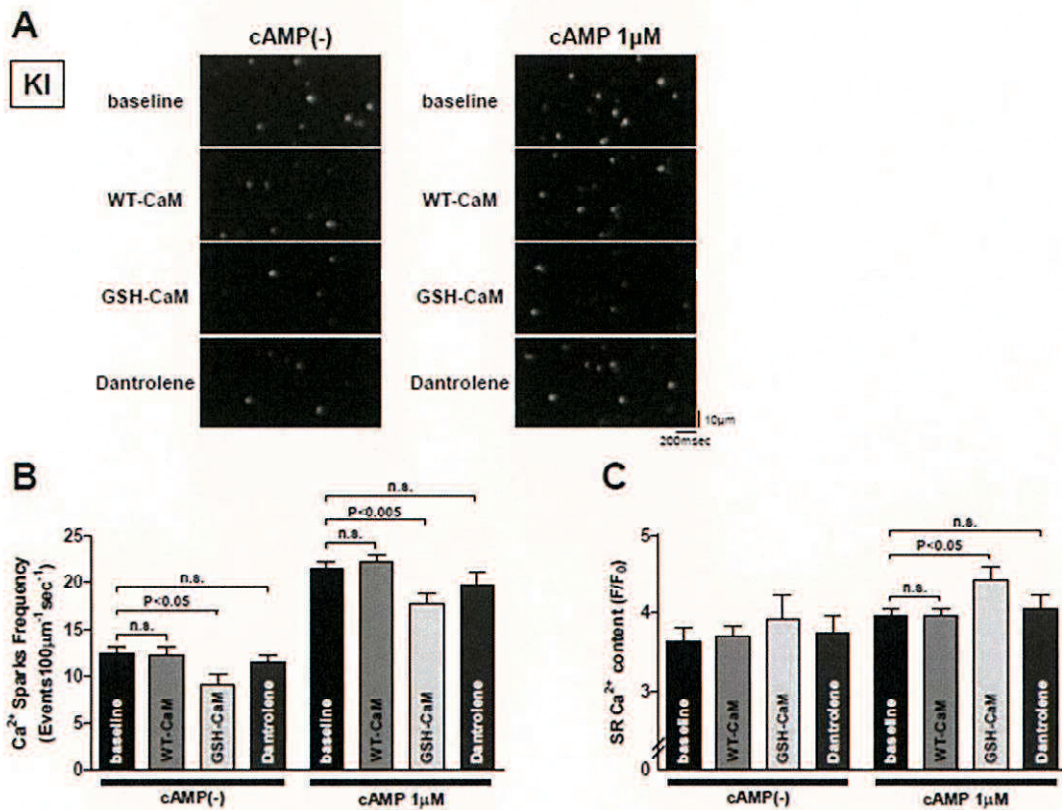 A
KI
cAMP(-)
cAMP 1µM
baseline
baseline
WT-CaM
WT-CaM
GSH-CaM
GSH-CaM
Dantrolene
Dantrolene
10µm
200msec
B
Ca²⁺ Sparks Frequency
(Events100µm⁻¹sec⁻¹)
25
20
15
10
5
0
n.s.
P<0.05
n.s.
n.s.
P<0.005
n.s.
baseline
WT-CaM
GSH-CaM
Dantrolene
baseline
WT-CaM
GSH-CaM
Dantrolene
cAMP(-)
cAMP 1µM
C
SR Ca²⁺ content (F/F₀)
5
4
3
0
n.s.
P<0.05
n.s.
baseline
WT-CaM
GSH-CaM
Dantrolene
baseline
WT-CaM
GSH-CaM
Dantrolene
cAMP(-)
cAMP 1µM